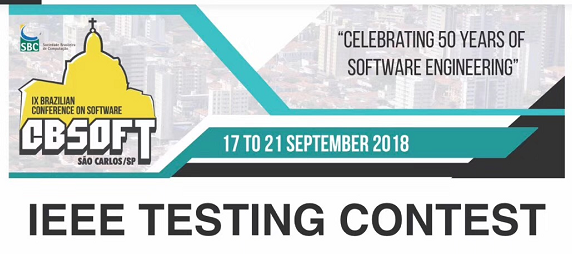 SBC
Sociedade Brasileira
de Computação
IX BRAZILIAN
CONFERENCE ON SOFTWARE
CBSOFT
SÃO CARLOS/SP
“CELEBRATING 50 YEARS OF
SOFTWARE ENGINEERING”
17 TO 21 SEPTEMBER 2018
IEEE TESTING CONTEST